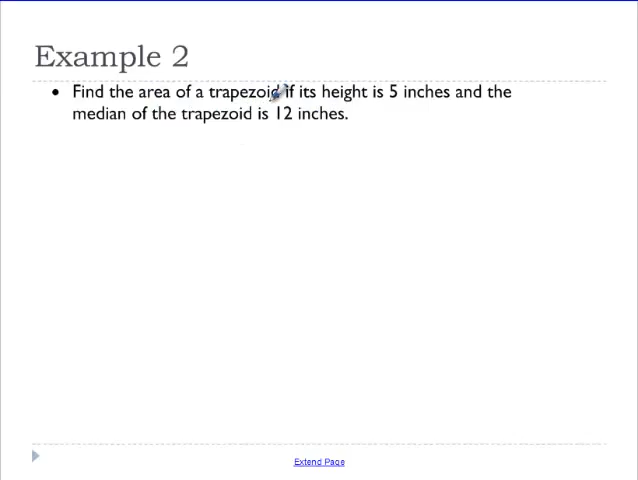 Example 2
• Find the area of a trapezoid if its height is 5 inches and the
median of the trapezoid is 12 inches.
Extend Page